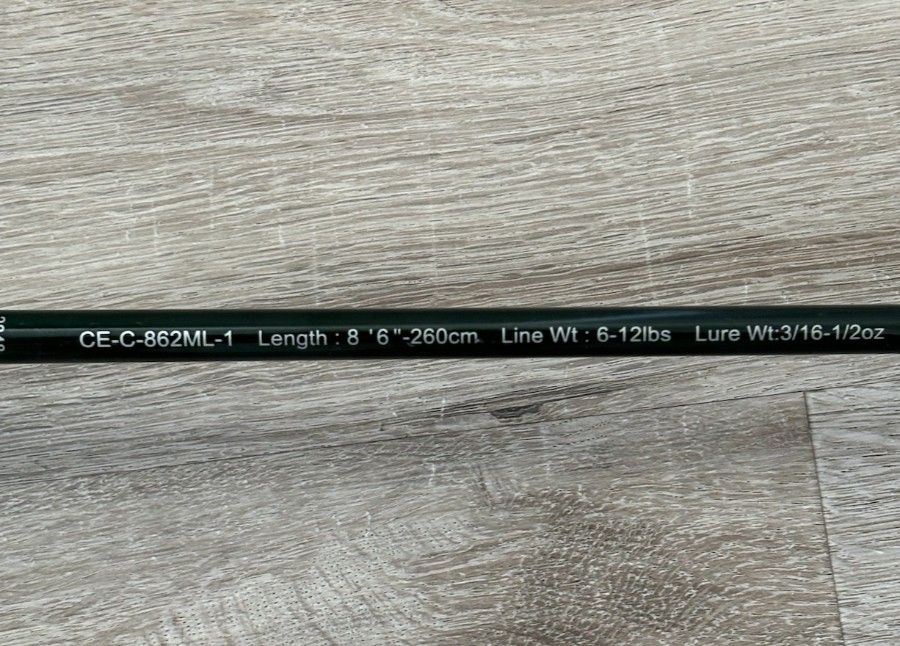 CE-C-862ML-1 Length : 8 '6"-260cm Line Wt : 6-12lbs Lure Wt:3/16-1/2oz